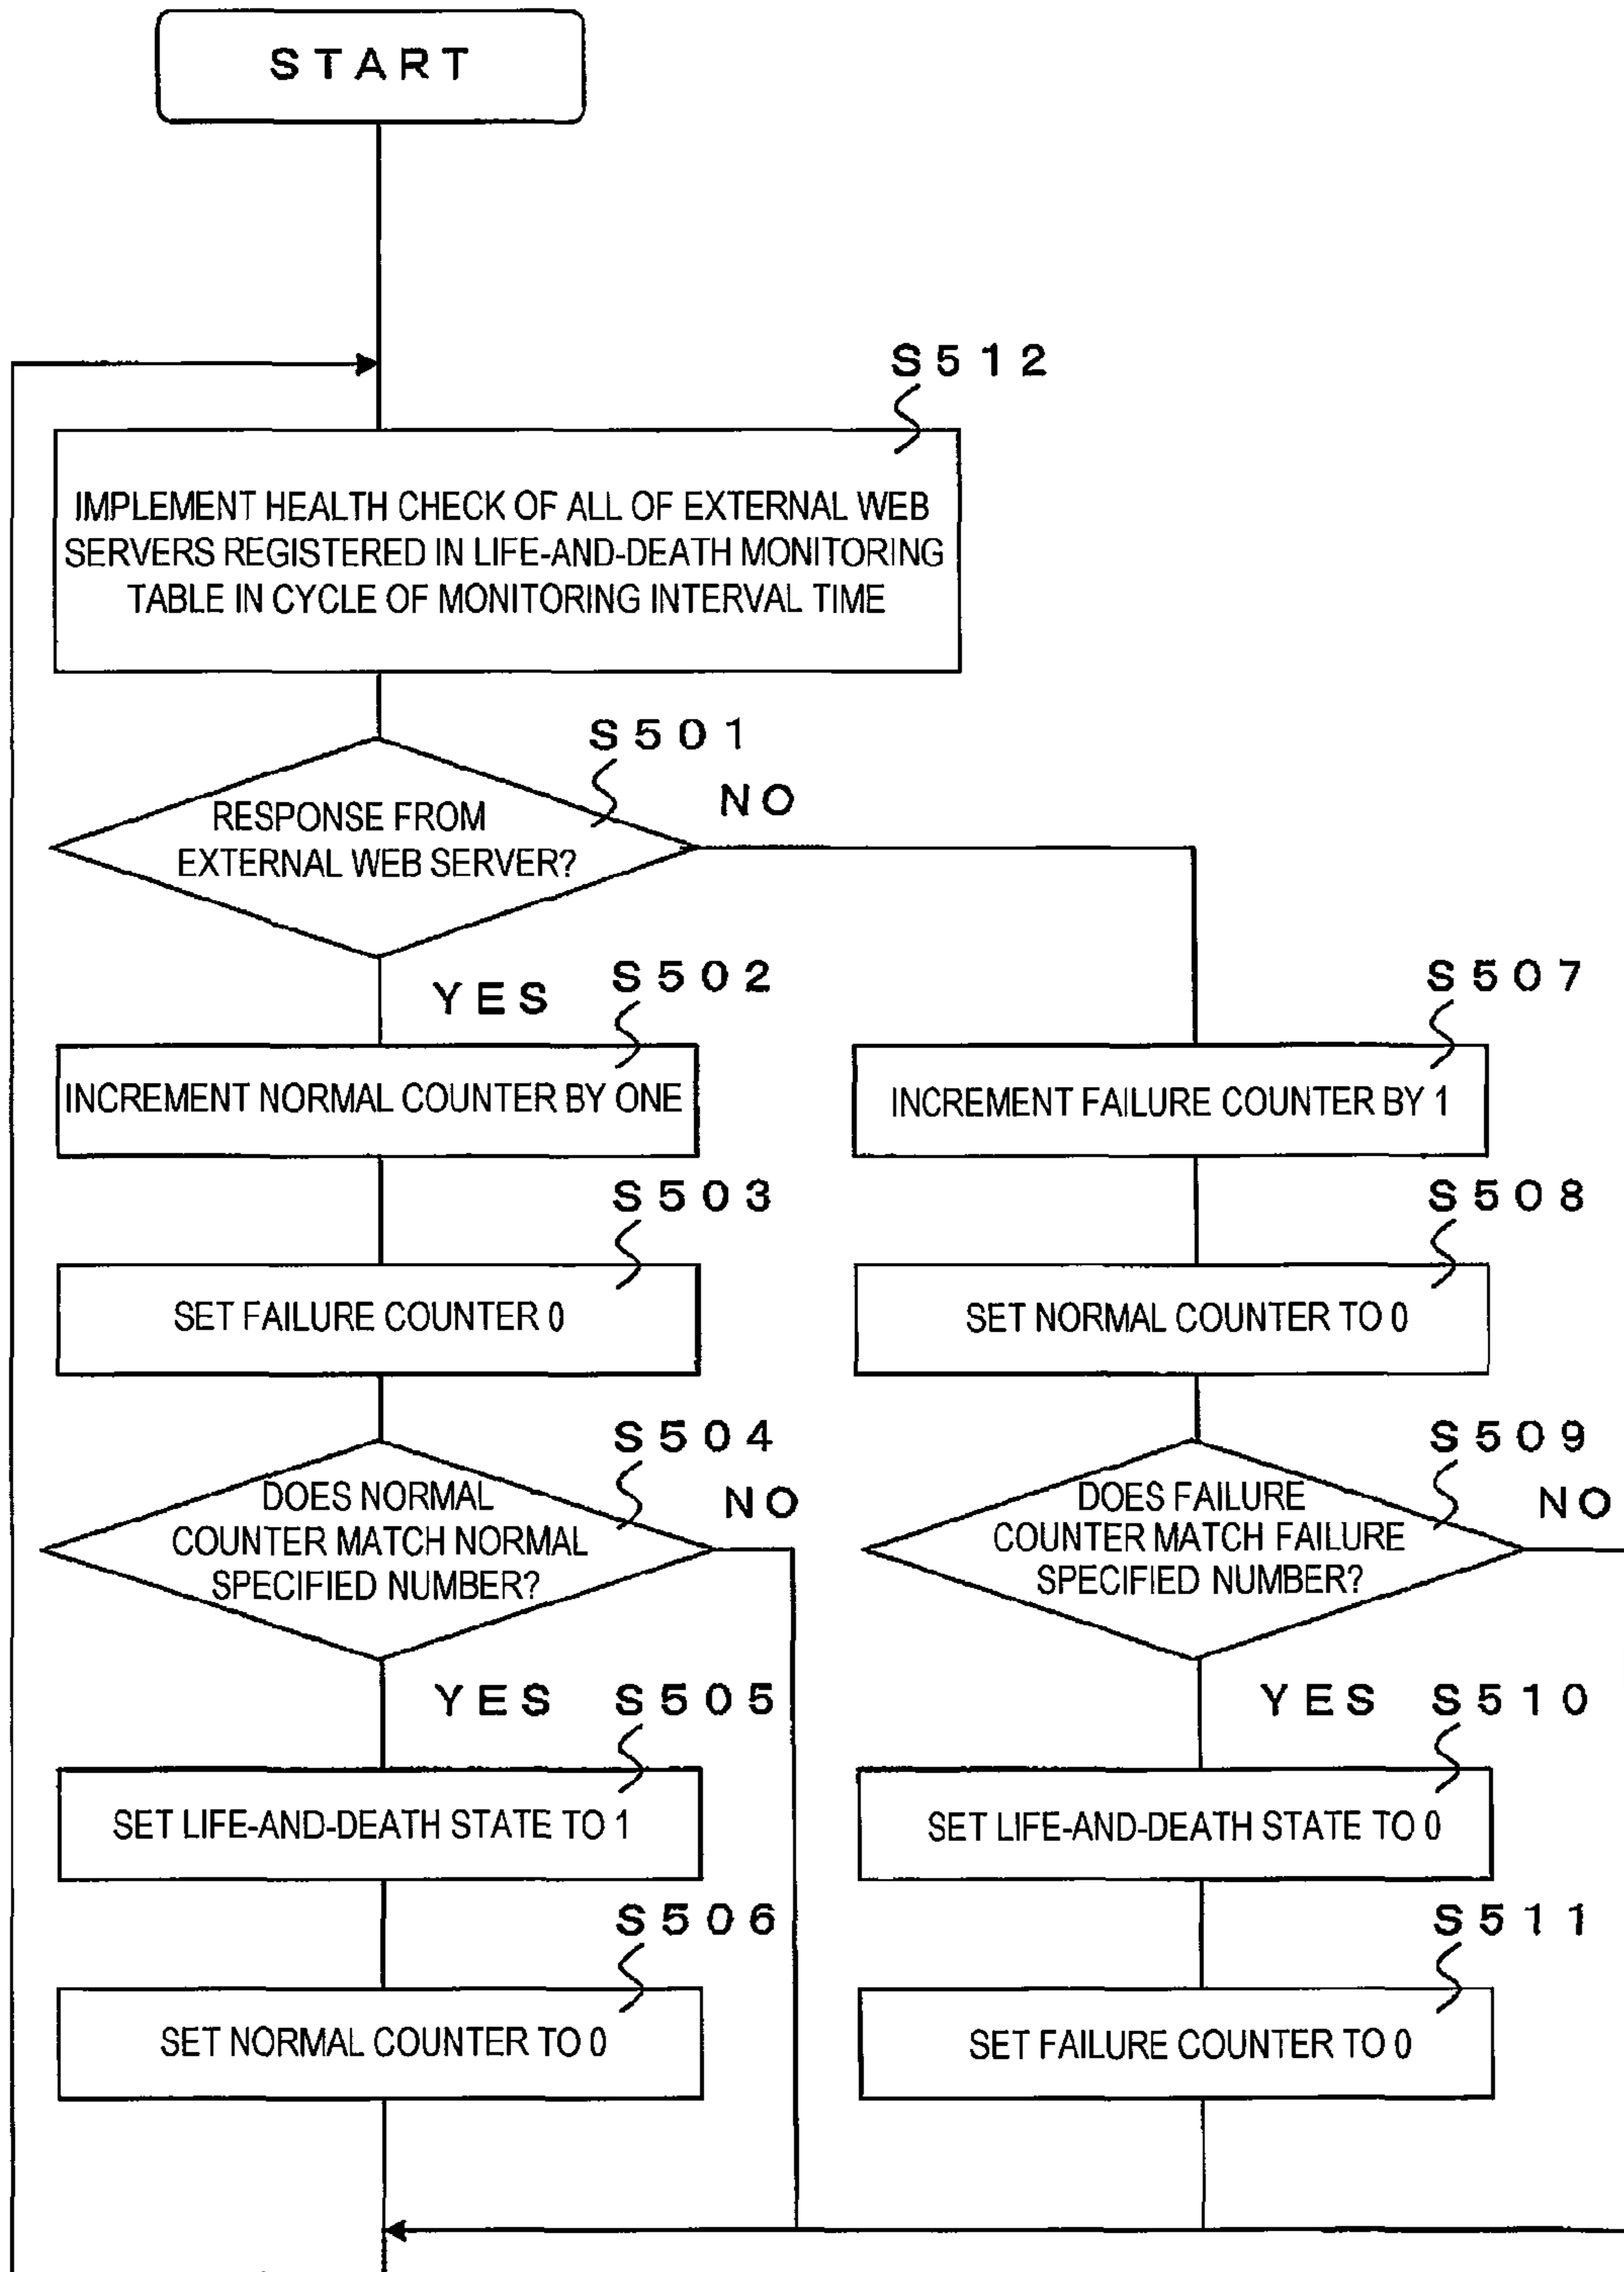 START
S512
IMPLEMENT HEALTH CHECK OF ALL OF EXTERNAL WEB
SERVERS REGISTERED IN LIFE-AND-DEATH MONITORING
TABLE IN CYCLE OF MONITORING INTERVAL TIME
S501
RESPONSE FROM
EXTERNAL WEB SERVER?
NO
YES
S502
INCREMENT NORMAL COUNTER BY ONE
S503
SET FAILURE COUNTER 0
S504
DOES NORMAL
COUNTER MATCH NORMAL
SPECIFIED NUMBER?
NO
YES
S505
SET LIFE-AND-DEATH STATE TO 1
S506
SET NORMAL COUNTER TO 0
S507
INCREMENT FAILURE COUNTER BY 1
S508
SET NORMAL COUNTER TO 0
S509
DOES FAILURE
COUNTER MATCH FAILURE
SPECIFIED NUMBER?
NO
YES
S510
SET LIFE-AND-DEATH STATE TO 0
S511
SET FAILURE COUNTER TO 0